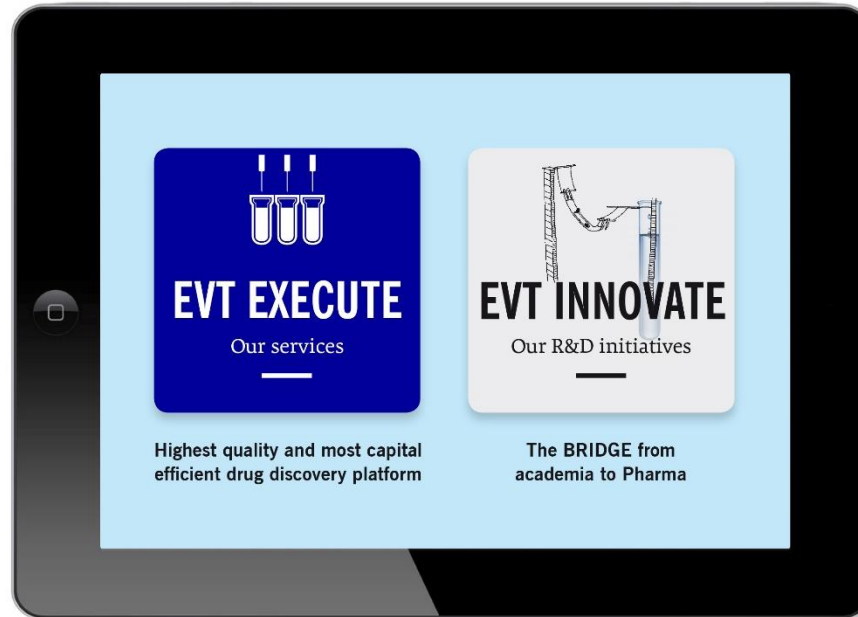 EVT EXECUTE
Our services
Highest quality and most capital
efficient drug discovery platform
EVT INNOVATE
Our R&D initiatives
The BRIDGE from
academia to Pharma